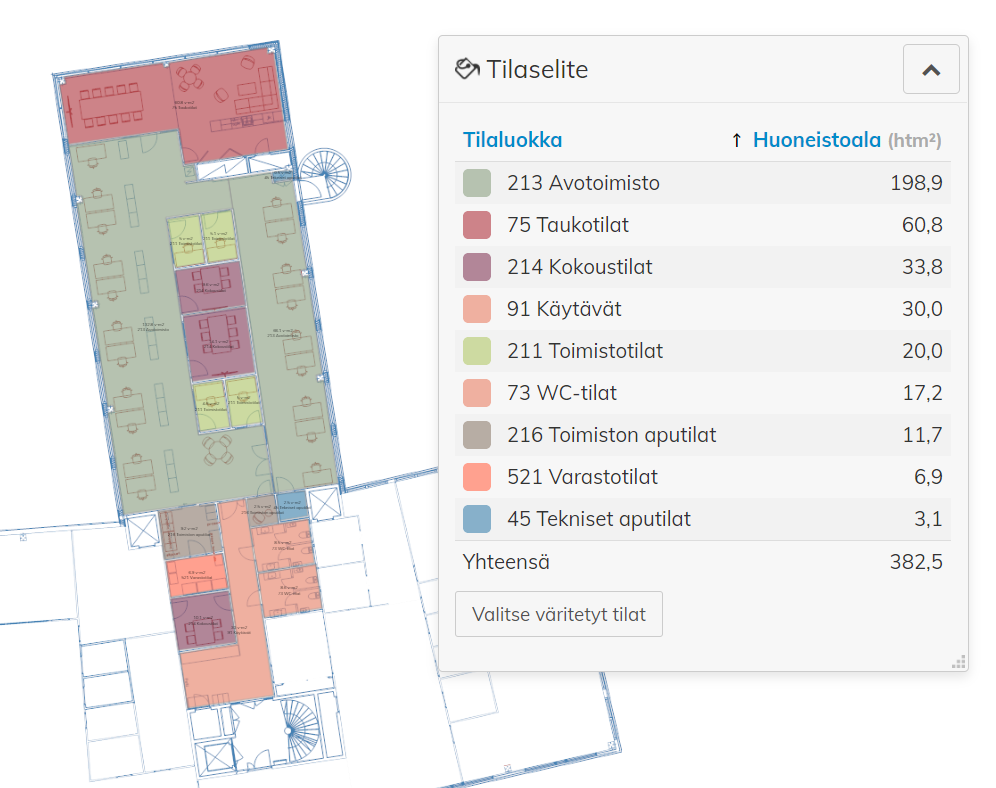 Tilaselite
Tilaluokka ↑ Huoneistoala (htm²)
213 Avotoimisto 198,9
75 Taukotilat 60,8
214 Kokoustilat 33,8
91 Käytävät 30,0
211 Toimistotilat 20,0
73 WC-tilat 17,2
216 Toimiston aputilat 11,7
521 Varastotilat 6,9
45 Tekniset aputilat 3,1
Yhteensä 382,5
Valitse väritetyt tilat